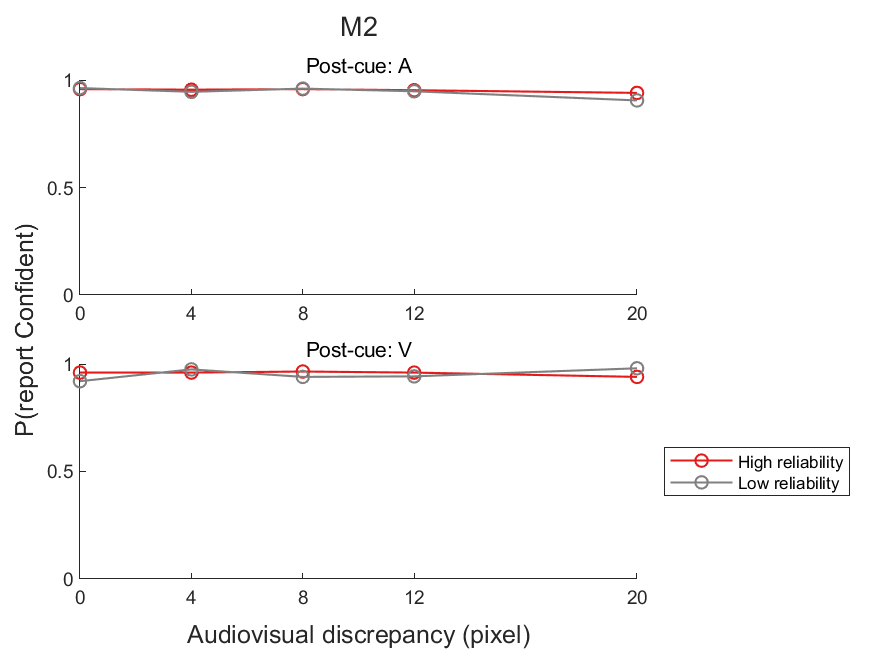 M2
Post-cue: A
1
0.5
0
0 4 8 12 20
P(report Confident)
Post-cue: V
1
0.5
0
0 4 8 12 20
Audiovisual discrepancy (pixel)
High reliability
Low reliability